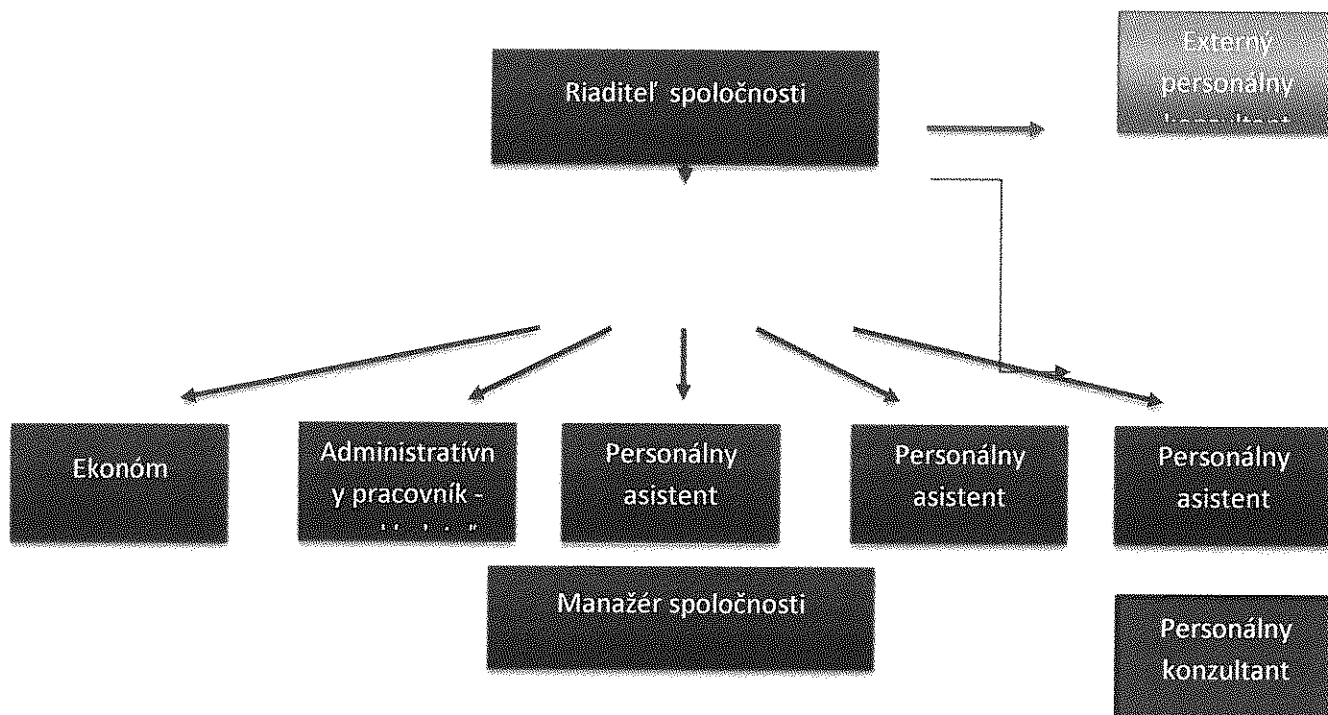 Riaditeľ spoločnosti
Externý
personálny
Ekonóm
Administratívn
y pracovník -
Personálny
asistent
Personálny
asistent
Personálny
asistent
Manažér spoločnosti
Personálny
konzultant